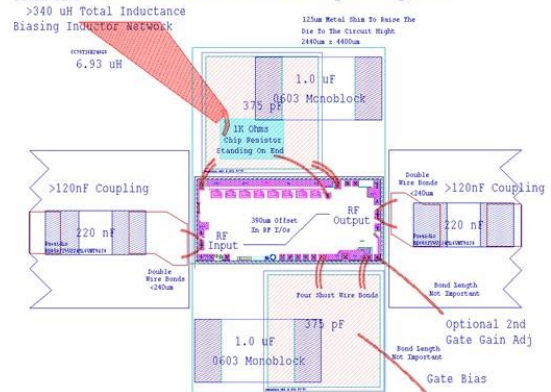 >340 uH Total Inductance
Biasing Inductor Network
125um Metal Shim To Raise The
Die To The Circuit Hight
2440um x 4400um
6.93 uH
1.0 uF
0603 Monoblock
375 pF
1K Ohms
Chip Resistor
Standing On End
>120nF Coupling
Double
Wire Bonds
<240um
>120nF Coupling
220 nF
RF
Input
390um Offset
In RF I/Os
RF
Output
220 nF
Double
Wire Bonds
<240um
Four Short Wire Bonds
Bond Length
Not Important
375 pF
1.0 uF
0603 Monoblock
Optional 2nd
Gate Gain Adj
Bond Length
Not Important
Gate Bias